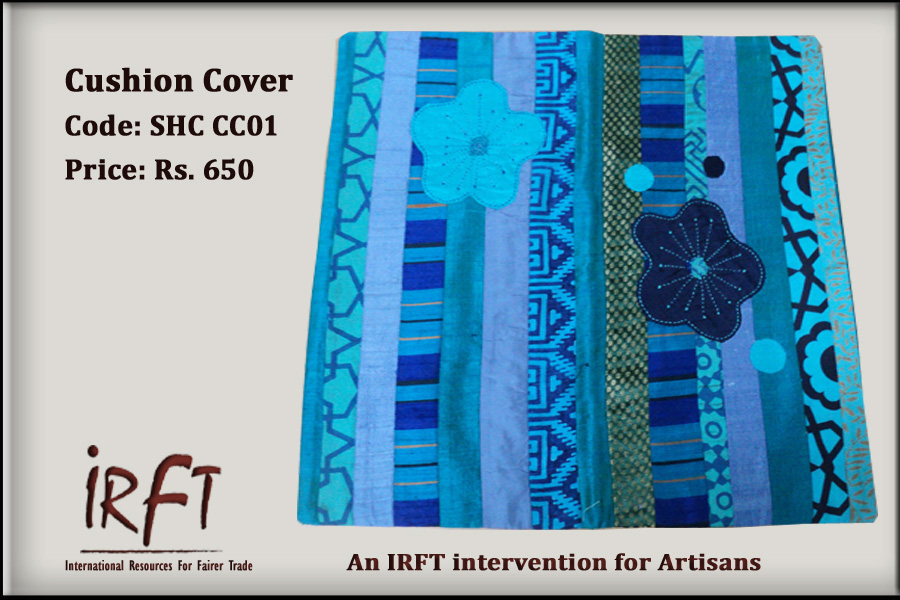 Cushion Cover
Code: SHC CC01
Price: Rs. 650
IRFT
International Resources For Fairer Trade
An IRFT intervention for Artisans